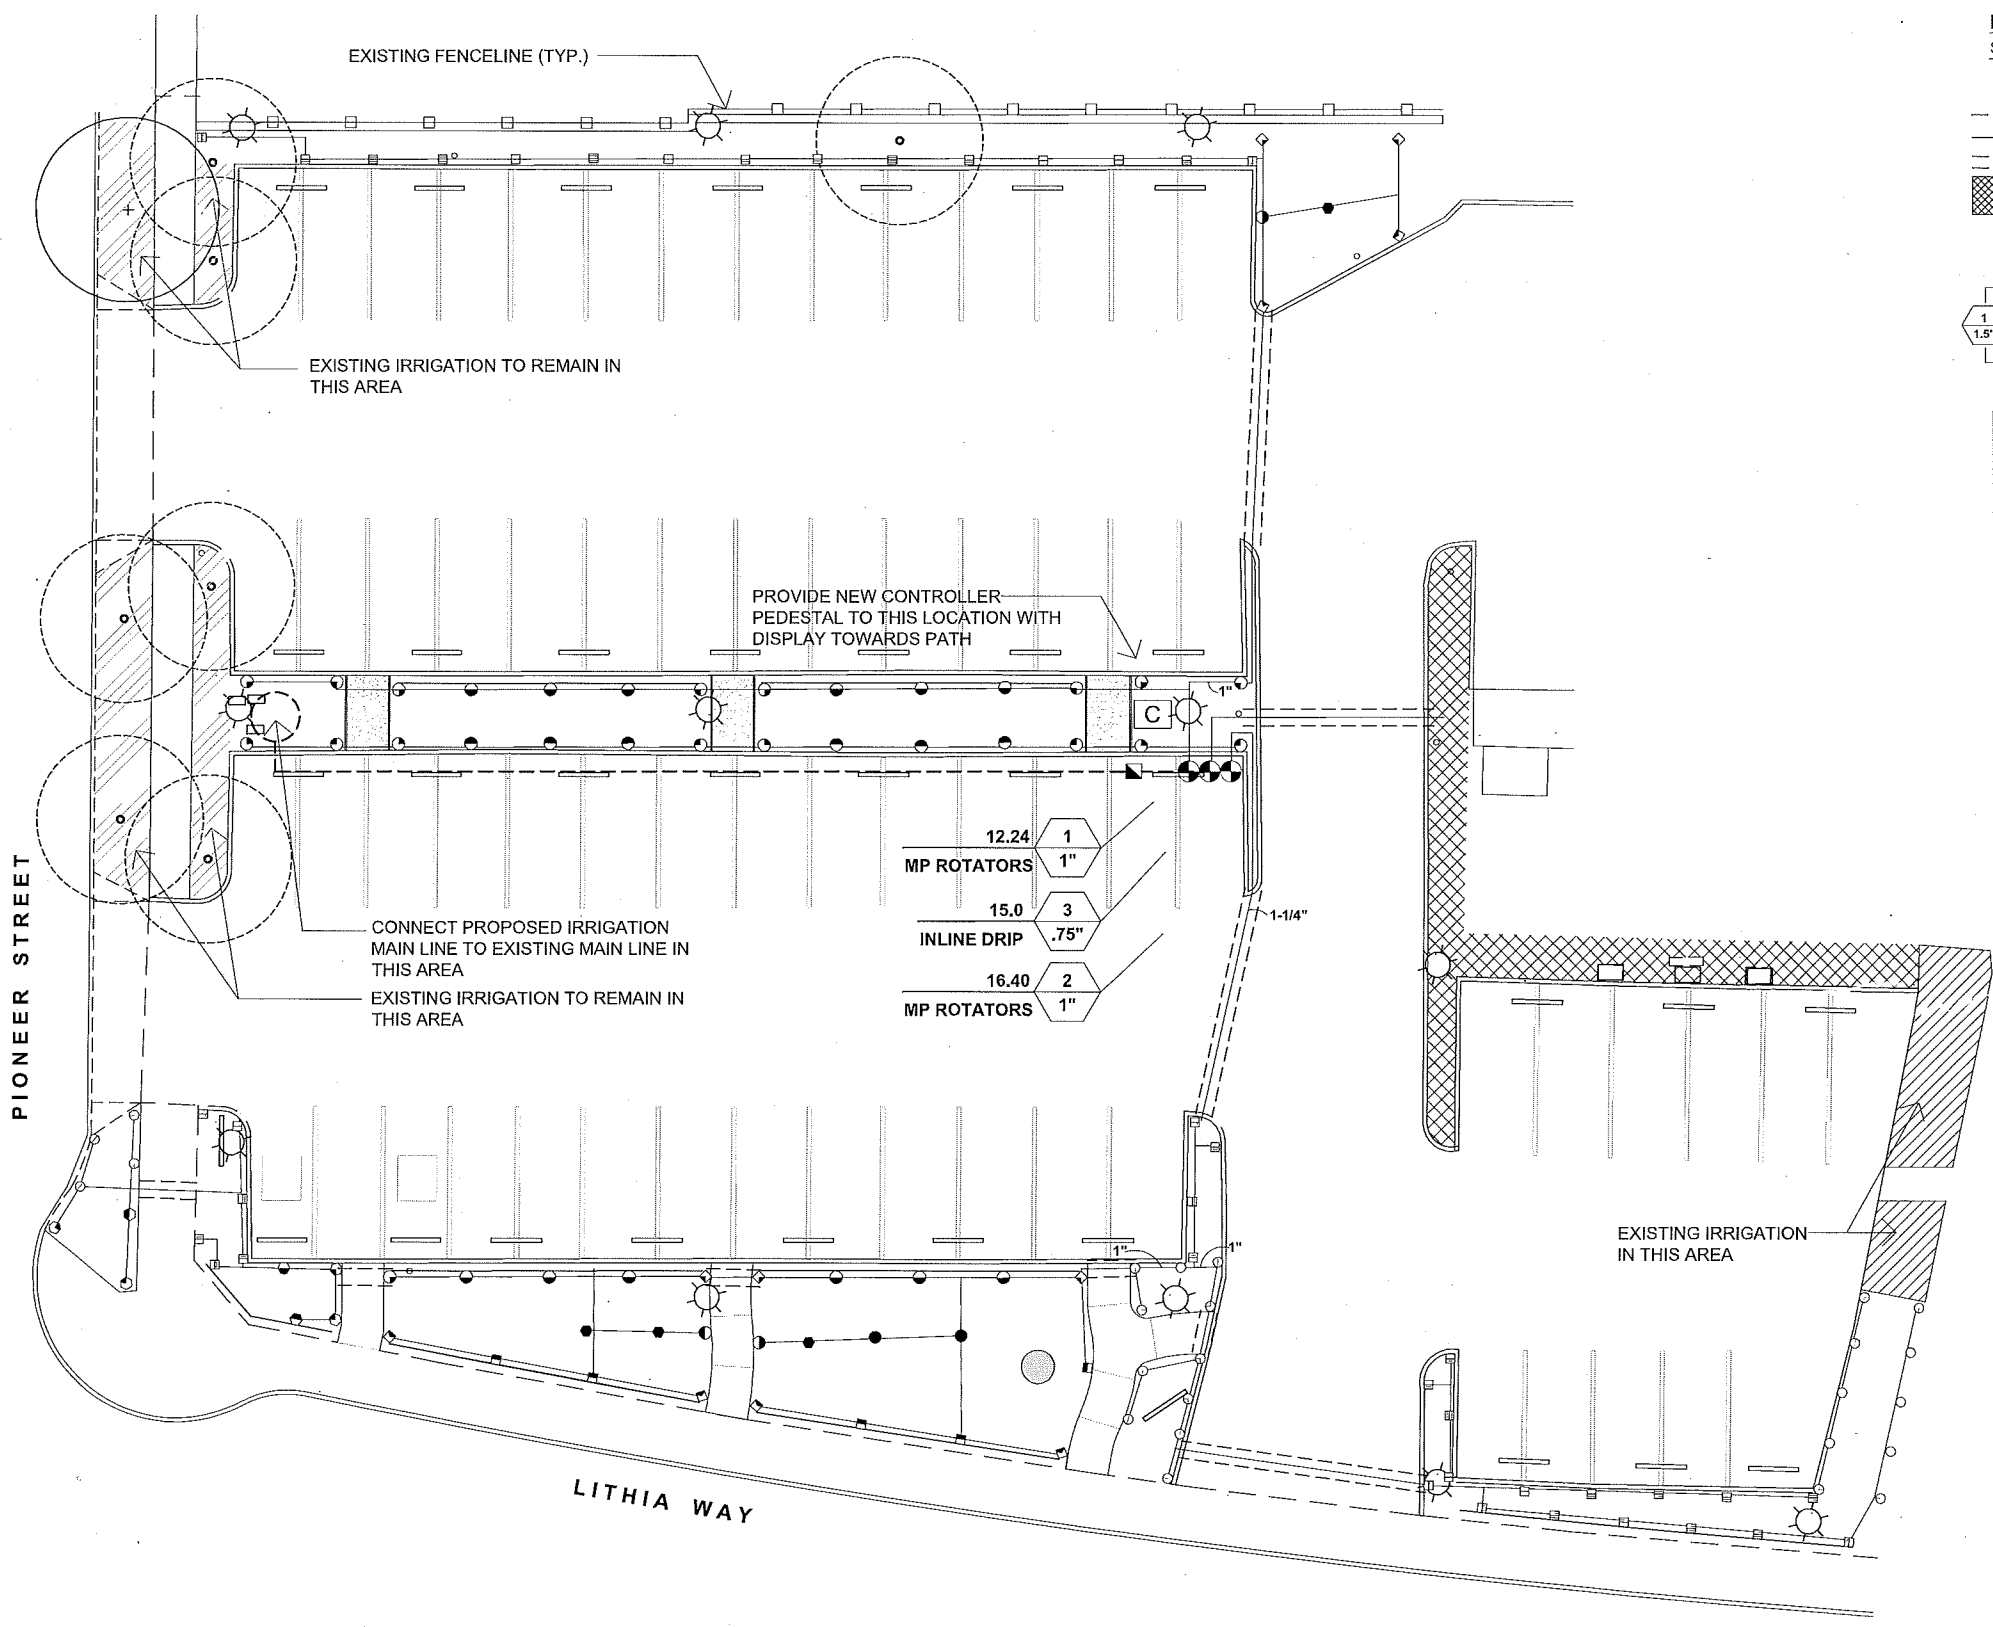 EXISTING FENCELINE (TYP.)
1
1.5"
EXISTING IRRIGATION TO REMAIN IN
THIS AREA
PROVIDE NEW CONTROLLER
PEDESTAL TO THIS LOCATION WITH
DISPLAY TOWARDS PATH
1"
C
12.24
1
MP ROTATORS
1"
15.0
3
INLINE DRIP
.75"
16.40
2
MP ROTATORS
1"
1-1/4"
CONNECT PROPOSED IRRIGATION
MAIN LINE TO EXISTING MAIN LINE IN
THIS AREA
EXISTING IRRIGATION TO REMAIN IN
THIS AREA
PIONEER STREET
EXISTING IRRIGATION
IN THIS AREA
1"
1"
LITHIA WAY